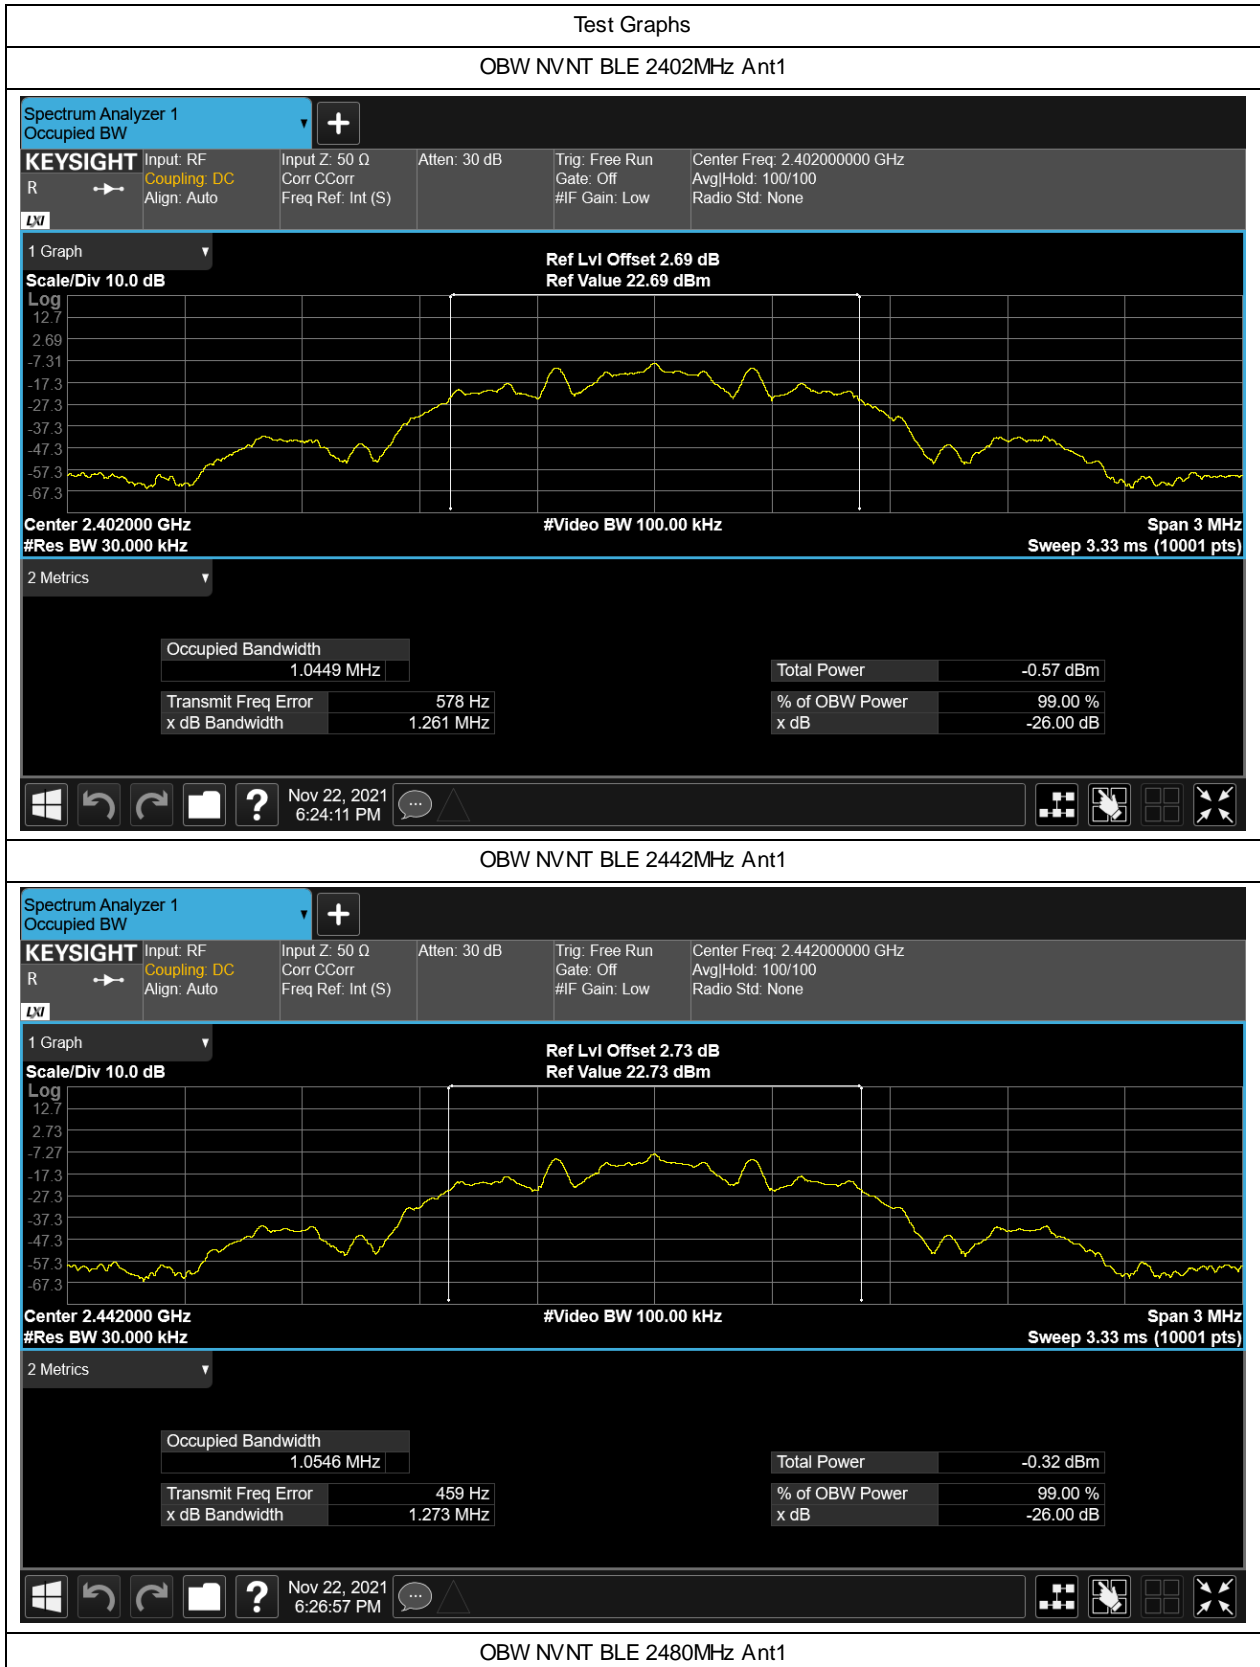 Test Graphs
OBW NVNT BLE 2402MHz Ant1
Spectrum Analyzer 1
Occupied BW
KEYSIGHT Input: RF Input Z: 50 Ω Atten: 30 dB Trig: Free Run Center Freq: 2.402000000 GHz
R Coupling: DC Corr CCorr Gate: Off Avg|Hold: 100/100
Align: Auto Freq Ref: Int (S) #IF Gain: Low Radio Std: None
LXI
1 Graph
Ref Lvl Offset 2.69 dB
Scale/Div 10.0 dB Ref Value 22.69 dBm
Log
12.7
2.69
-7.31
-17.3
-27.3
-37.3
-47.3
-57.3
-67.3
Center 2.402000 GHz #Video BW 100.00 kHz Span 3 MHz
#Res BW 30.000 kHz Sweep 3.33 ms (10001 pts)
2 Metrics
Occupied Bandwidth
1.0449 MHz Total Power -0.57 dBm
Transmit Freq Error 578 Hz % of OBW Power 99.00 %
x dB Bandwidth 1.261 MHz x dB -26.00 dB
Nov 22, 2021
6:24:11 PM
OBW NVNT BLE 2442MHz Ant1
Spectrum Analyzer 1
Occupied BW
KEYSIGHT Input: RF Input Z: 50 Ω Atten: 30 dB Trig: Free Run Center Freq: 2.442000000 GHz
R Coupling: DC Corr CCorr Gate: Off Avg|Hold: 100/100
Align: Auto Freq Ref: Int (S) #IF Gain: Low Radio Std: None
LXI
1 Graph
Ref Lvl Offset 2.73 dB
Scale/Div 10.0 dB Ref Value 22.73 dBm
Log
12.7
2.73
-7.27
-17.3
-27.3
-37.3
-47.3
-57.3
-67.3
Center 2.442000 GHz #Video BW 100.00 kHz Span 3 MHz
#Res BW 30.000 kHz Sweep 3.33 ms (10001 pts)
2 Metrics
Occupied Bandwidth
1.0546 MHz Total Power -0.32 dBm
Transmit Freq Error 459 Hz % of OBW Power 99.00 %
x dB Bandwidth 1.273 MHz x dB -26.00 dB
Nov 22, 2021
6:26:57 PM
OBW NVNT BLE 2480MHz Ant1